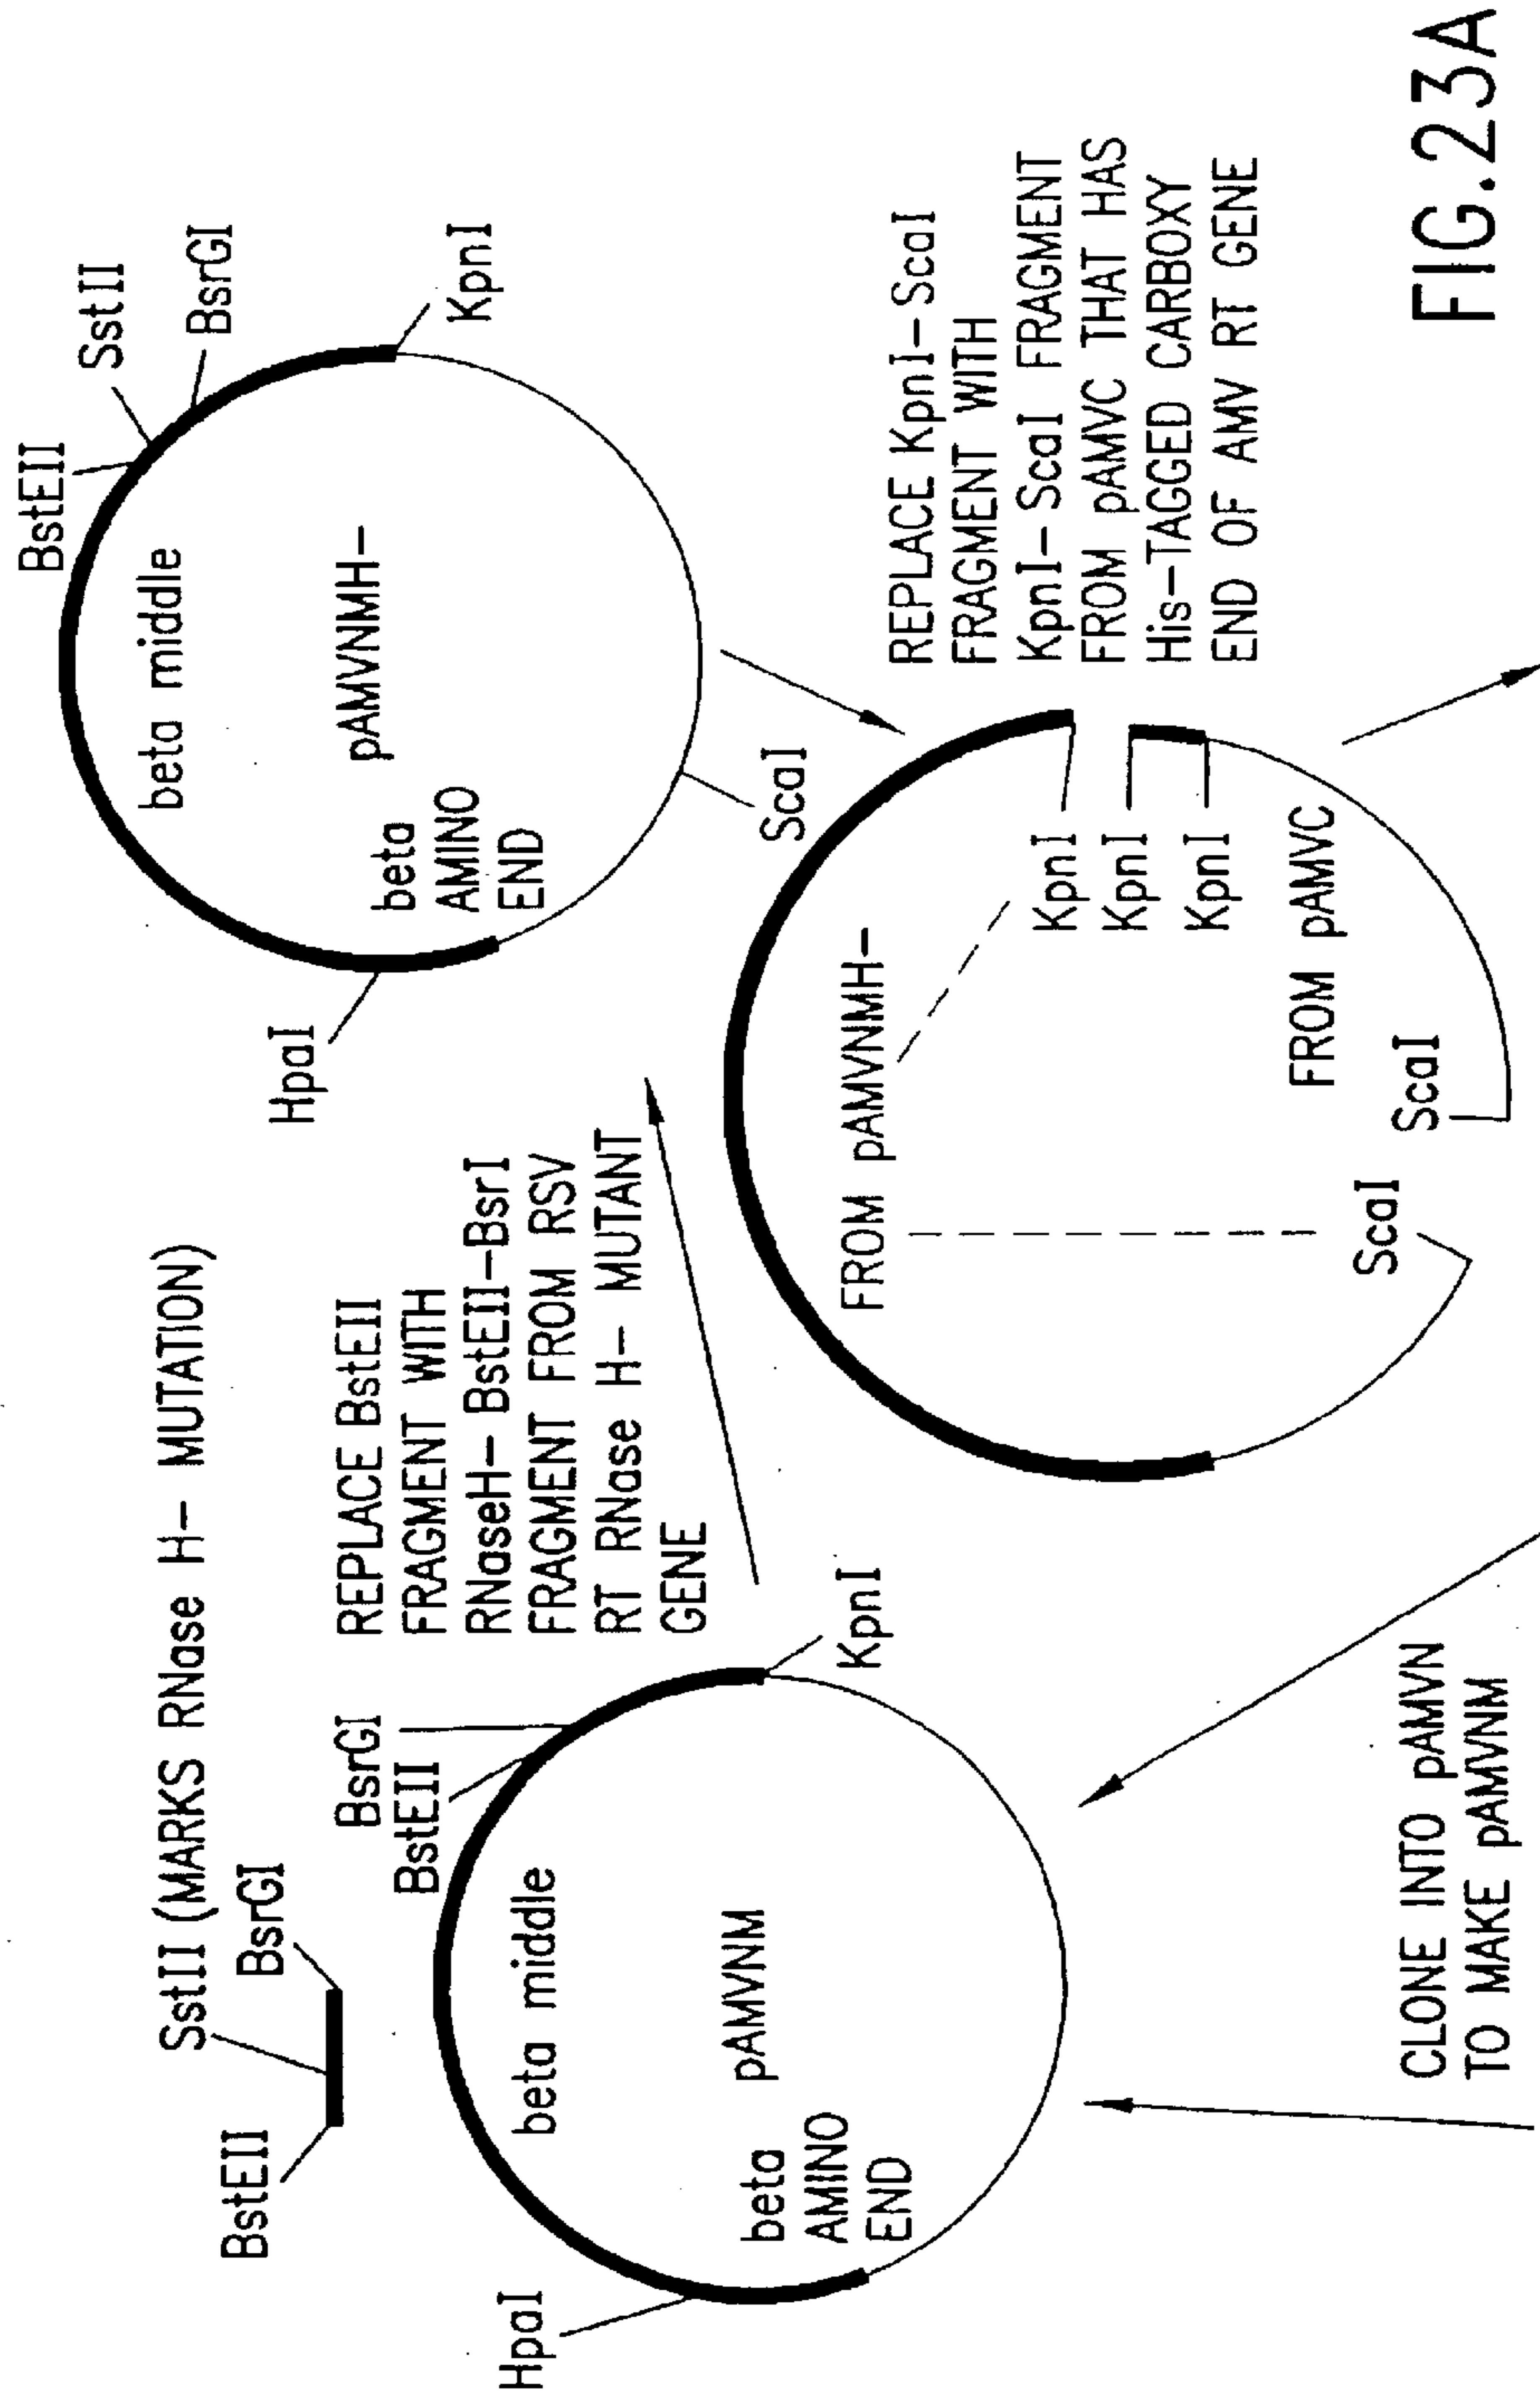 SstII (MARKS RNase H- MUTATION)
BstEII
BsrGI
HpaI
BsrGI
BstEII
KpnI
beta middle
pAMVNM
beta
AMINO
END
REPLACE BstEII
FRAGMENT WITH
RNaseH- BstEII-BsrI
FRAGMENT FROM RSV
RT RNase H- MUTANT
GENE
BstEII
SstII
BsrGI
KpnI
HpaI
beta middle
pAMVNMH-
beta
AMINO
END
ScaI
REPLACE KpnI-ScaI
FRAGMENT WITH
KpnI-ScaI FRAGMENT
FROM pAMVC THAT HAS
His-TAGGED CARBOXY
END OF AMV RT GENE
FROM pAMVNMH-
KpnI
KpnI
KpnI
FROM pAMVC
ScaI
ScaI
CLONE INTO pAMVN
TO MAKE pAMVNM
FIG.23A